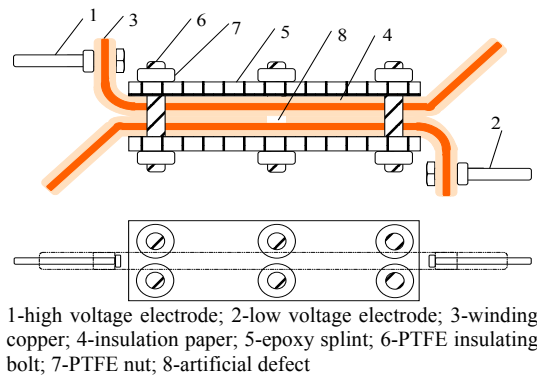 1
3
6
7
5
8
4
2
1-high voltage electrode; 2-low voltage electrode; 3-winding
copper; 4-insulation paper; 5-epoxy splint; 6-PTFE insulating
bolt; 7-PTFE nut; 8-artificial defect